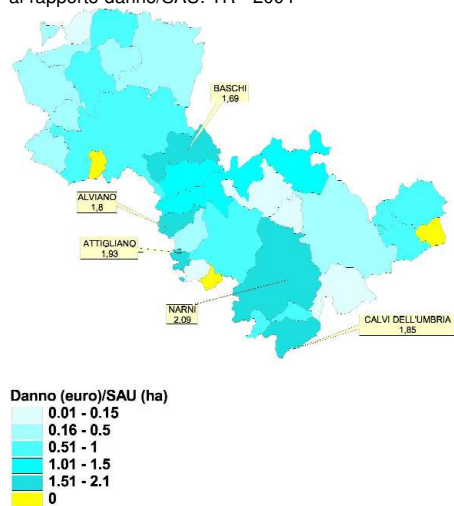 al rapporto danno/SAU. TR - 2004
BASCHI
1,69
ALVIANO
1,8
ATTIGLIANO
1,93
NARNI
2,09
CALVI DELL'UMBRIA
1,85
Danno (euro)/SAU (ha)
0.01 - 0.15
0.16 - 0.5
0.51 - 1
1.01 - 1.5
1.51 - 2.1
0